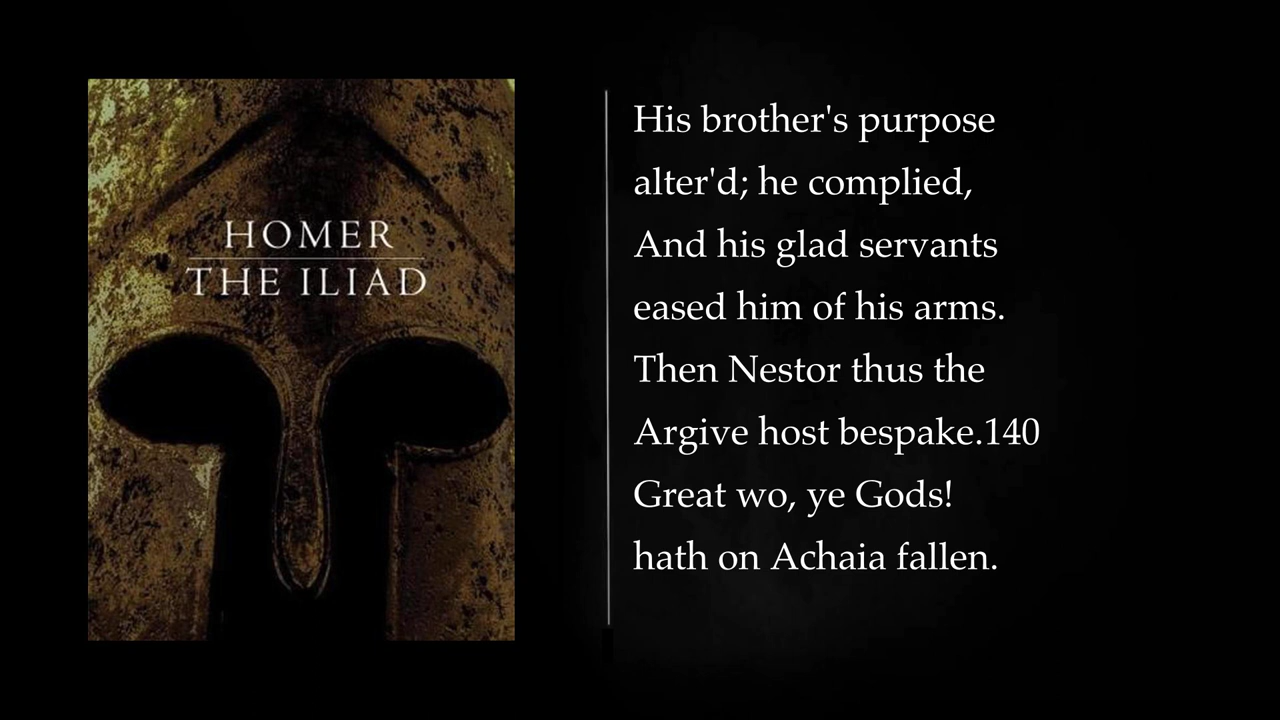 HOMER
THE ILIAD
His brother's purpose
alter'd; he complied,
And his glad servants
eased him of his arms.
Then Nestor thus the
Argive host bespake.140
Great wo, ye Gods!
hath on Achaia fallen.